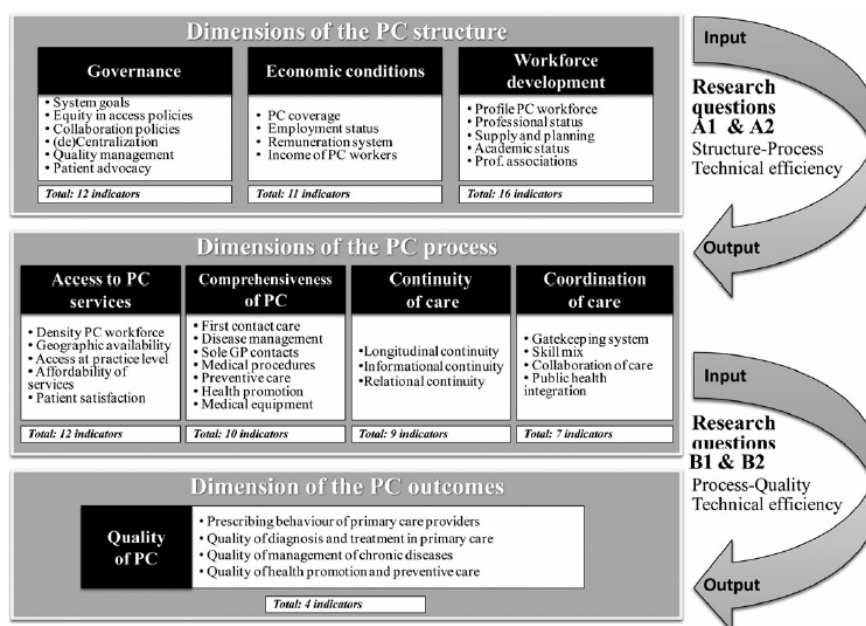 Dimensions of the PC structure
Governance
• System goals
• Equity in access policies
• Collaboration policies
• (de)Centralization
• Quality management
• Patient advocacy
Total: 12 indicators
Economic conditions
• PC coverage
• Employment status
• Remuneration system
• Income of PC workers
Total: 11 indicators
Workforce
development
• Profile PC workforce
• Professional status
• Supply and planning
• Academic status
• Prof. associations
Total: 16 indicators
Input
Research
questions
A1 & A2
Structure-Process
Technical efficiency
Output
Dimensions of the PC process
Access to PC
services
• Density PC workforce
• Geographic availability
• Access at practice level
• Affordability of
services
• Patient satisfaction
Total: 12 indicators
Comprehensiveness
of PC
• First contact care
• Disease management
• Sole GP contacts
• Medical procedures
• Preventive care
• Health promotion
• Medical equipment
Total: 10 indicators
Continuity
of care
• Longitudinal continuity
• Informational continuity
• Relational continuity
Total: 9 indicators
Coordination
of care
• Gatekeeping system
• Skill mix
• Collaboration of care
• Public health
integration
Total: 7 indicators
Input
Research
questions
B1 & B2
Process-Quality
Technical efficiency
Output
Dimension of the PC outcomes
Quality
of PC
• Prescribing behaviour of primary care providers
• Quality of diagnosis and treatment in primary care
• Quality of management of chronic diseases
• Quality of health promotion and preventive care
Total: 4 indicators